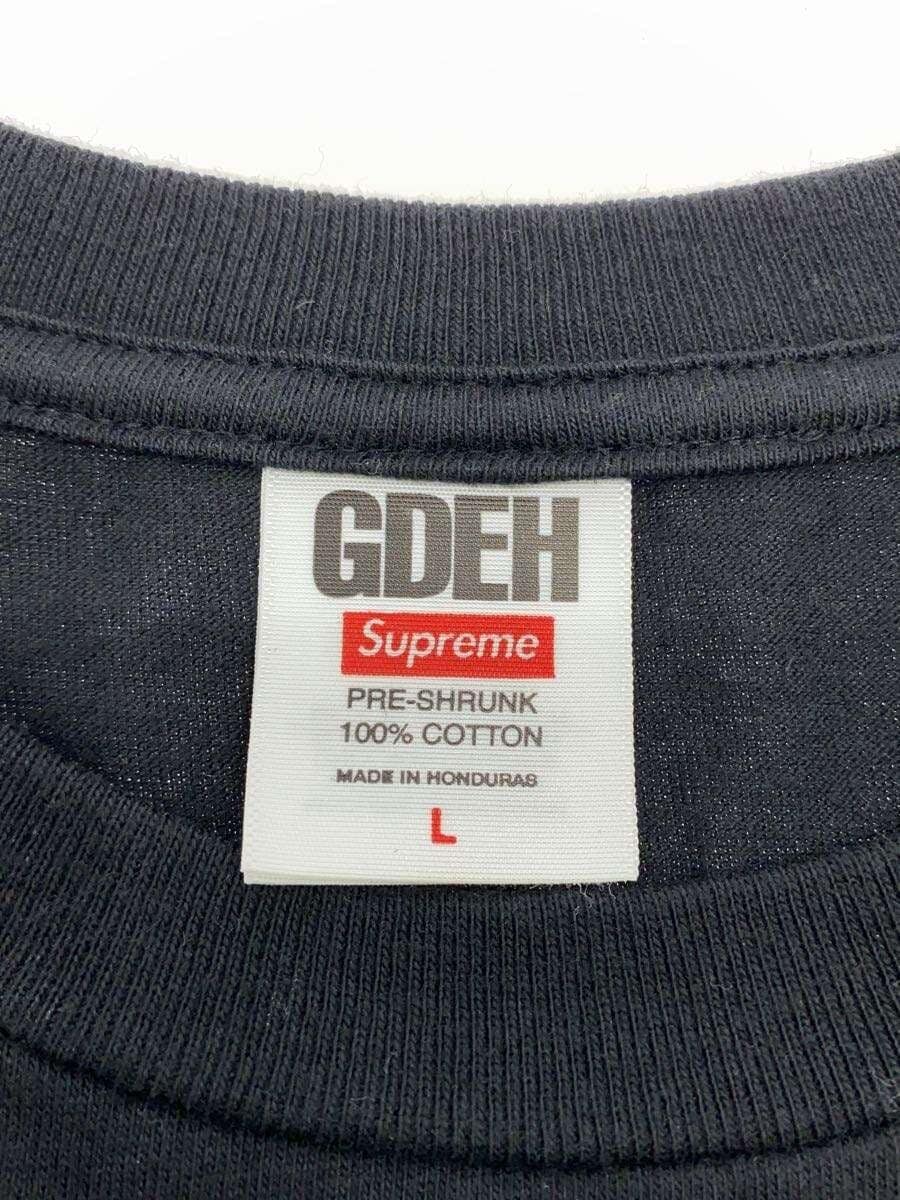 GDEH
Supreme
PRE-SHRUNK
100% COTTON
MADE IN HONDURAS
L